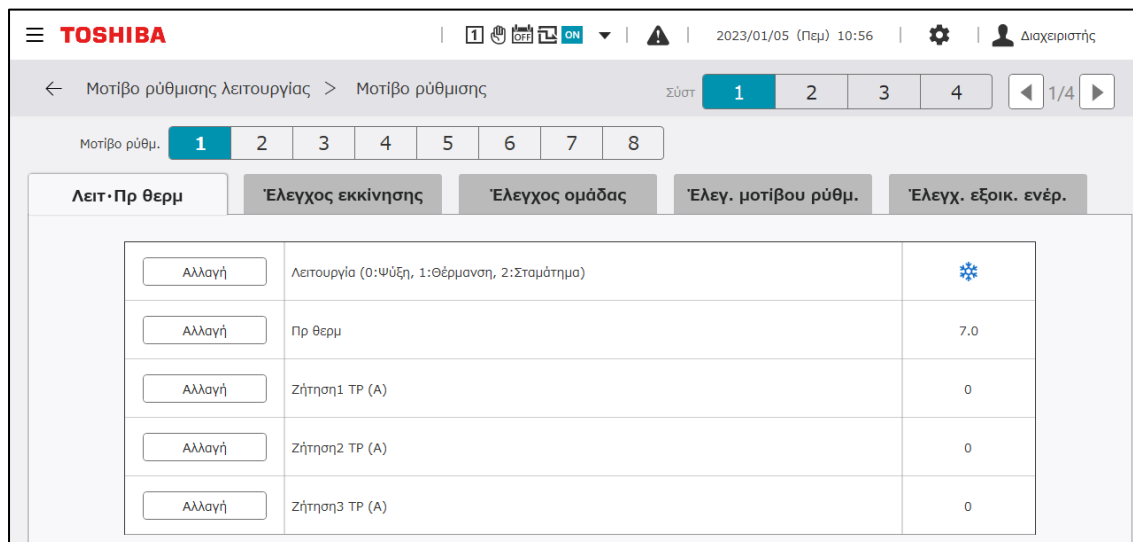 TOSHIBA 1 OFF ON 2023/01/05 (Πεμ) 10:56 Διαχειριστής
Μοτίβο ρύθμισης λειτουργίας > Μοτίβο ρύθμισης Σύστ 1 2 3 4 1/4
Μοτίβο ρύθμ. 1 2 3 4 5 6 7 8
Λειτ·Πρ θερμ Έλεγχος εκκίνησης Έλεγχος ομάδας Έλεγ. μοτίβου ρύθμ. Έλεγχ. εξοικ. ενέρ.
Αλλαγή Λειτουργία (0:Ψύξη, 1:Θέρμανση, 2:Σταμάτημα)
Αλλαγή Πρ θερμ 7.0
Αλλαγή Ζήτηση1 TP (A) 0
Αλλαγή Ζήτηση2 TP (A) 0
Αλλαγή Ζήτηση3 TP (A) 0